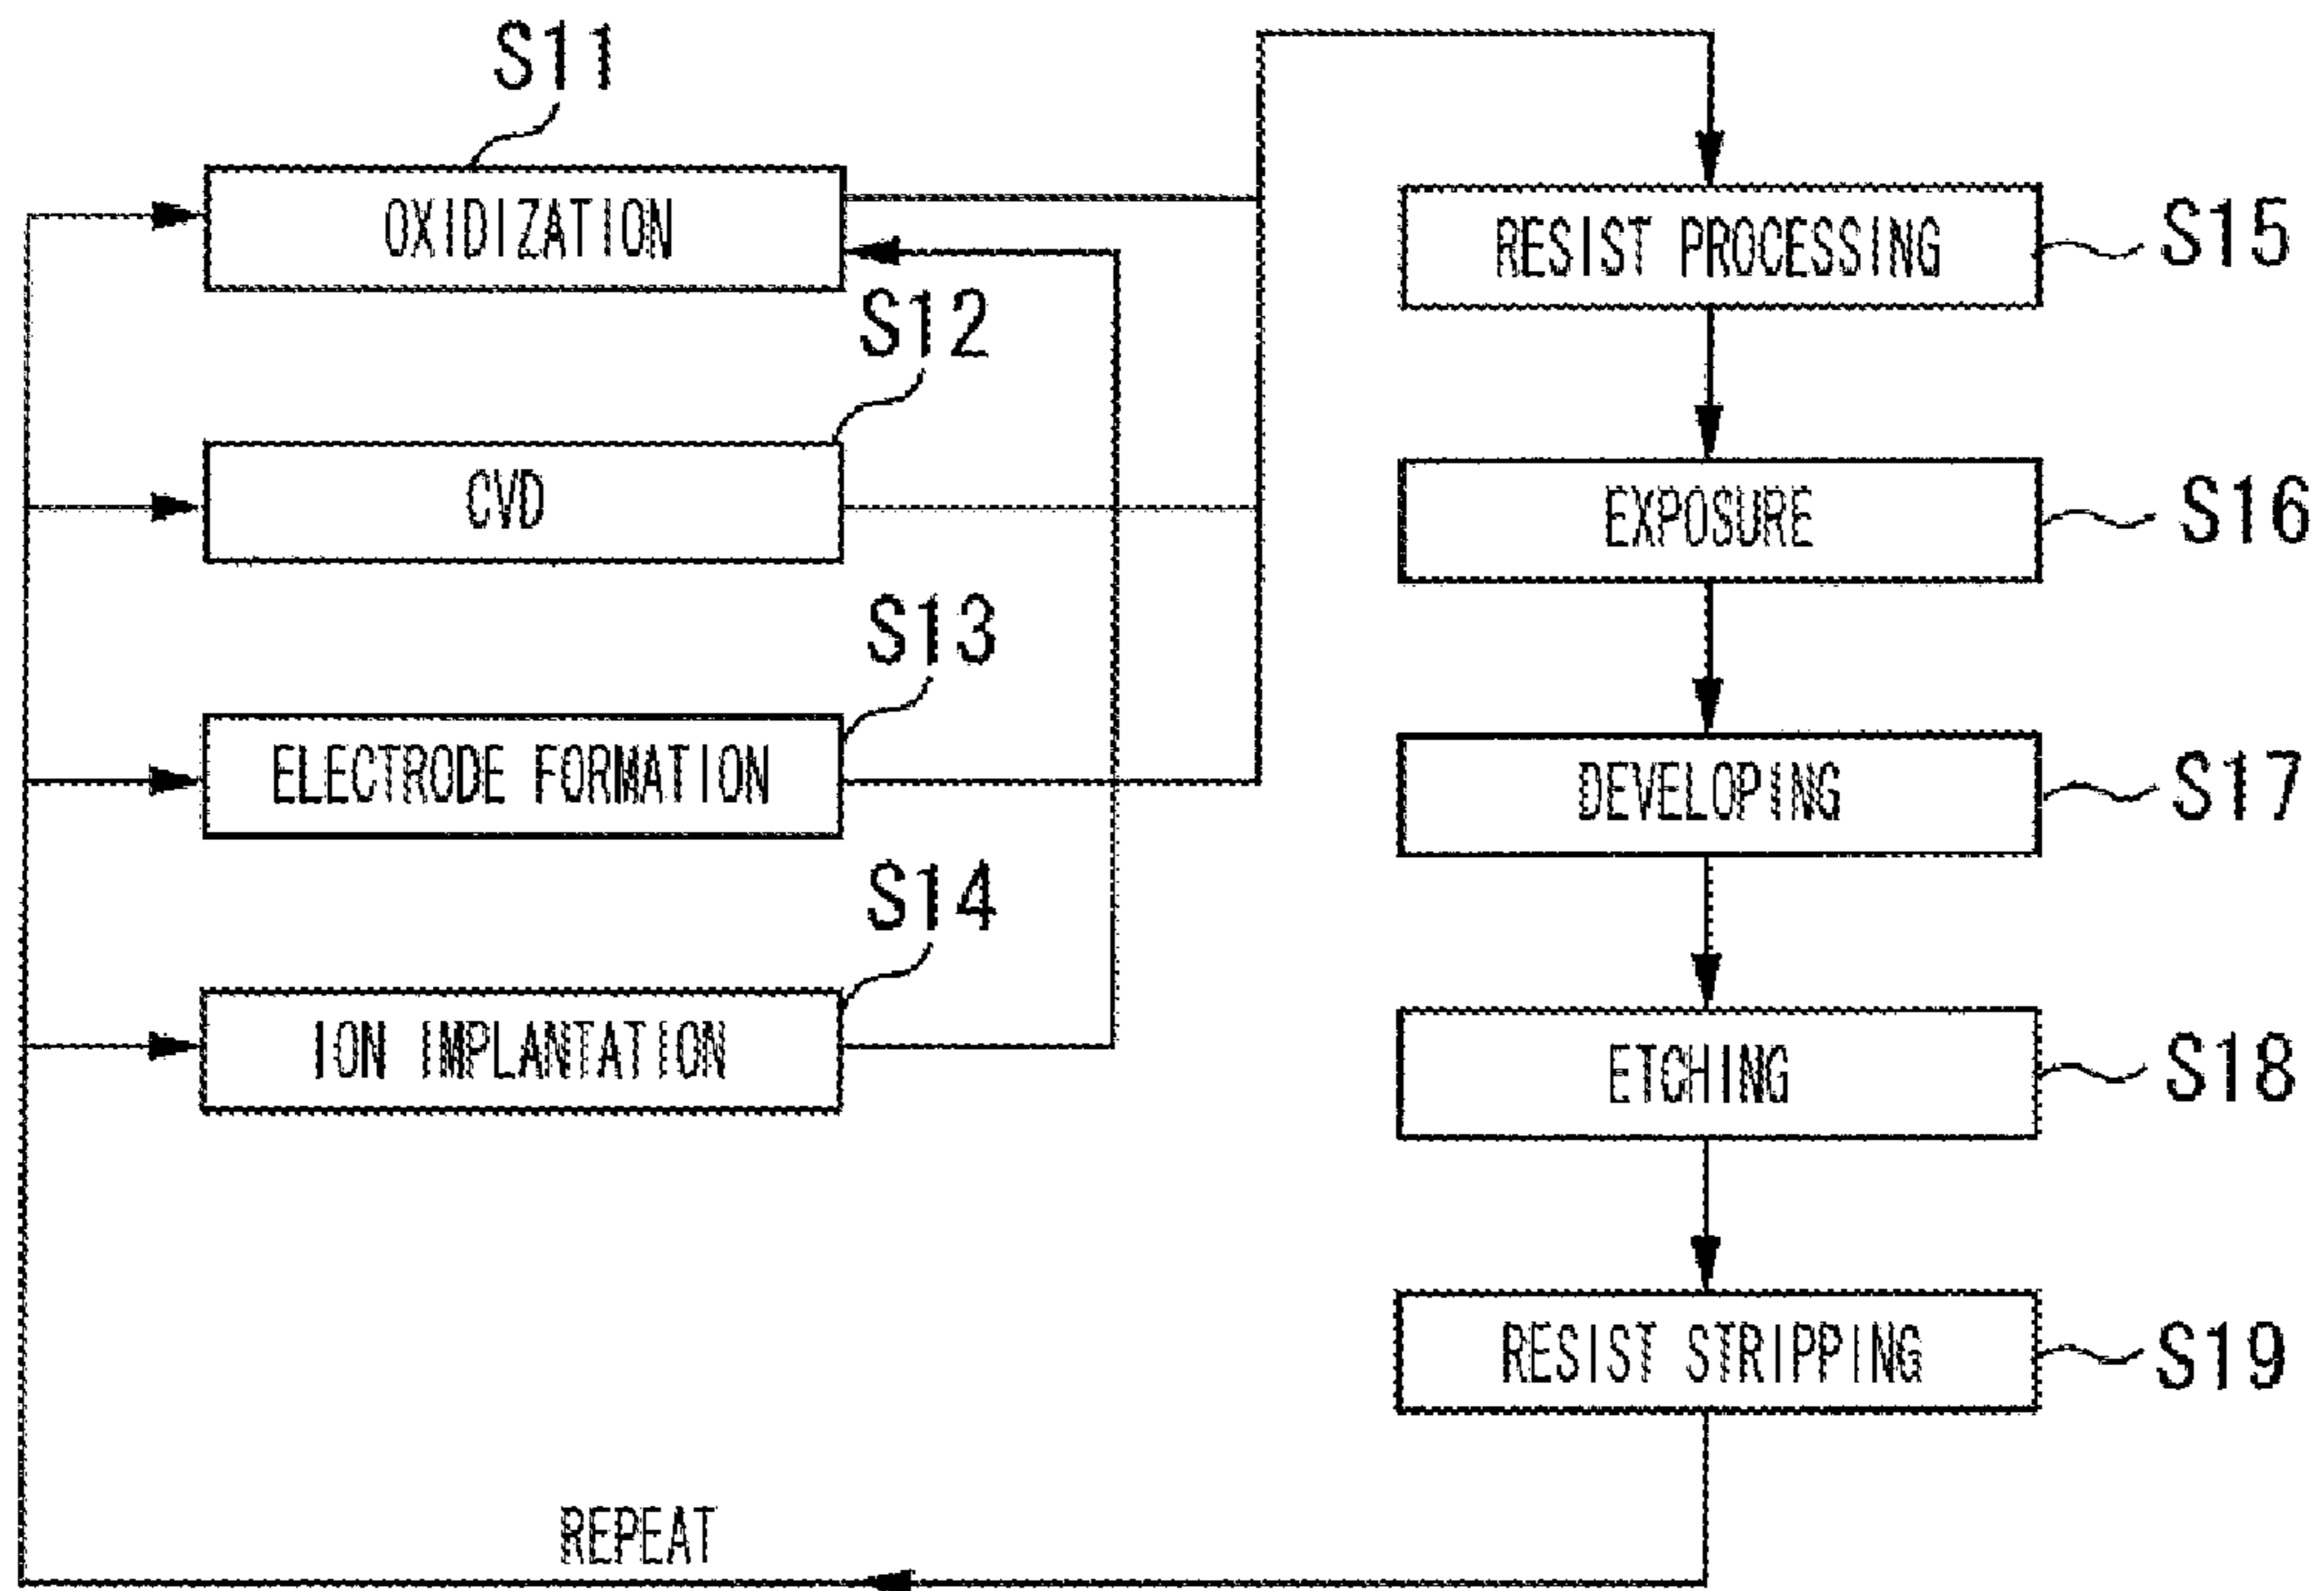 S11
OXIDIZATION
S12
CVD
S13
ELECTRODE FORMATION
S14
ION IMPLANTATION
RESIST PROCESSING
S15
EXPOSURE
S16
DEVELOPING
S17
ETCHING
S18
RESIST STRIPPING
S19
REPEAT